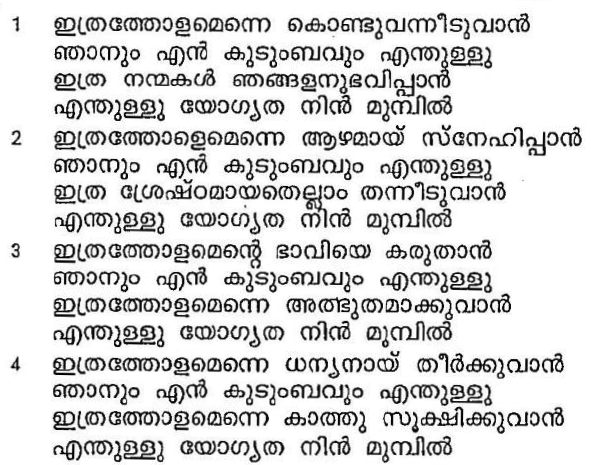 1 ഇത്രത്തോളമെന്നെ കൊണ്ടുവന്നീടുവാൻ
ഞാനും എൻ കുടുംബവും എന്തുള്ളു
ഇത്ര നന്മകൾ ഞങ്ങളനുഭവിപ്പാൻ
എന്തുള്ളു യോഗ്യത നിൻ മുമ്പിൽ
2 ഇത്രത്തോളെമെന്നെ ആഴമായ് സ്നേഹിപ്പാൻ
ഞാനും എൻ കുടുംബവും എന്തുള്ളു
ഇത്ര ശ്രേഷ്ഠമായതെല്ലാം തന്നീടുവാൻ
എന്തുള്ളു യോഗ്യത നിൻ മുമ്പിൽ
3 ഇത്രത്തോളമെന്റെ ഭാവിയെ കരുതാൻ
ഞാനും എൻ കുടുംബവും എന്തുള്ളു
ഇത്രത്തോളമെന്നെ അത്ഭുതമാക്കുവാൻ
എന്തുള്ളു യോഗ്യത നിൻ മുമ്പിൽ
4 ഇത്രത്തോളമെന്നെ ധന്യനായ് തീർക്കുവാൻ
ഞാനും എൻ കുടുംബവും എന്തുള്ളു
ഇത്രത്തോളമെന്നെ കാത്തു സൂക്ഷിക്കുവാൻ
എന്തുള്ളു യോഗ്യത നിൻ മുമ്പിൽ